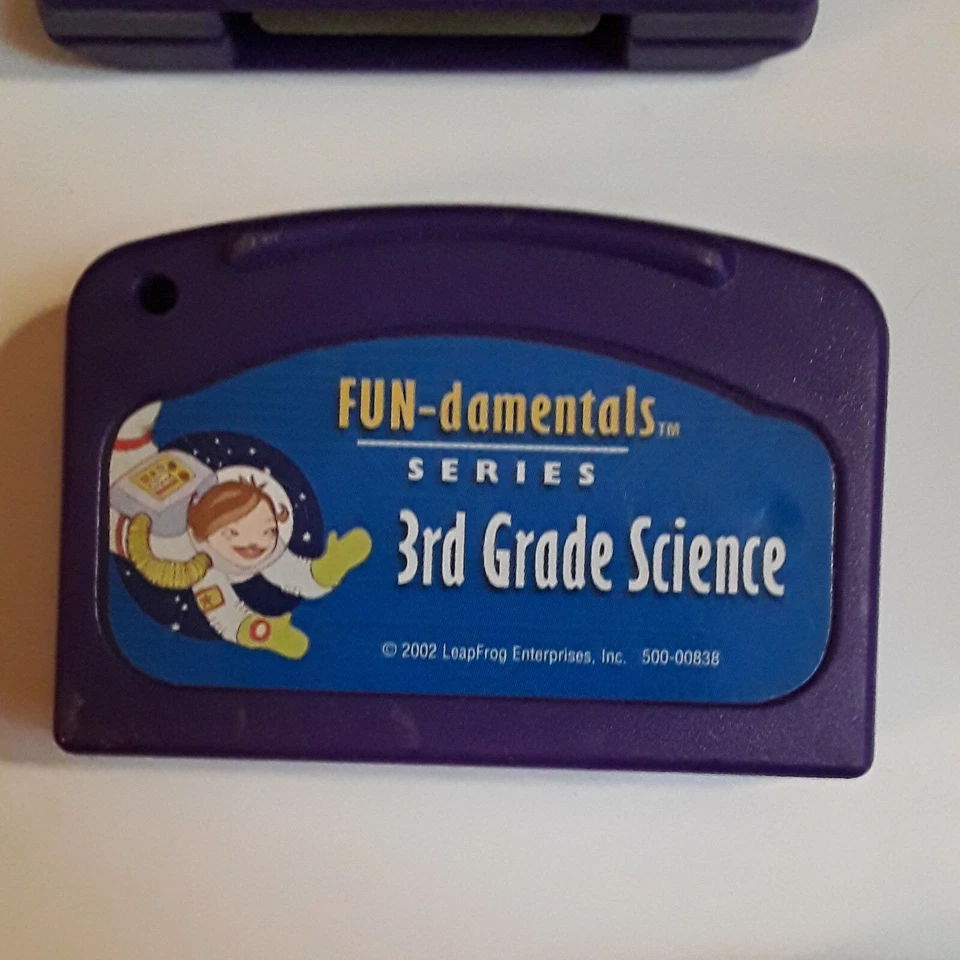 FUN-damentals™
SERIES
3rd Grade Science
© 2002 LeapFrog Enterprises, Inc. 500-00838